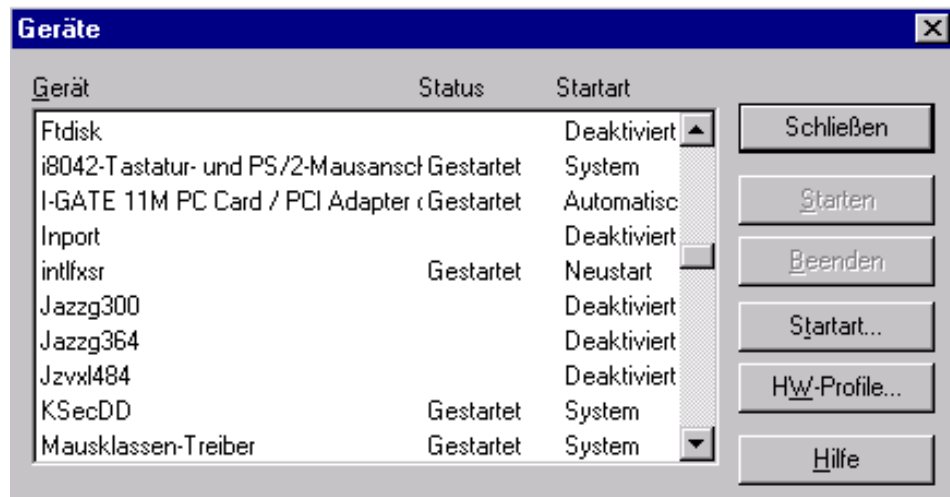 Geräte
Gerät Status Startart
Ftdisk Deaktiviert
i8042-Tastatur- und PS/2-Mausansch Gestartet System
I-GATE 11M PC Card / PCI Adapter Gestartet Automatisc
Inport Deaktiviert
intlfxsr Gestartet Neustart
Jazzg300 Deaktiviert
Jazzg364 Deaktiviert
Jzvxl484 Deaktiviert
KSecDD Gestartet System
Mausklassen-Treiber Gestartet System
Schließen
Starten
Beenden
Startart...
HW-Profile...
Hilfe